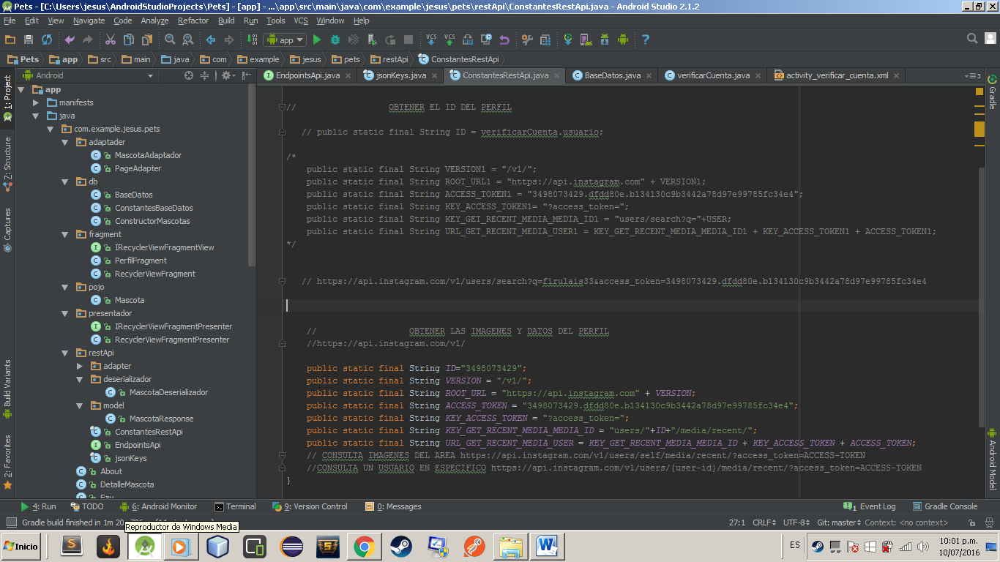 Pets - [C:\Users\jesus\AndroidStudioProjects\Pets] - [app] - ...\app\src\main\java\com\example\jesus\pets\restApi\ConstantesRestApi.java - Android Studio 2.1.2
File Edit View Navigate Code Analyze Refactor Build Run Tools VCS Window Help
app
Pets app src main java com example jesus pets restApi ConstantesRestApi
Android
EndpointsApi.java jsonKeys.java ConstantesRestApi.java BaseDatos.java verificarCuenta.java activity_verificar_cuenta.xml
1: Project
Z: Structure
Captures
Build Variants
2: Favorites
app
manifests
java
com.example.jesus.pets
adaptader
MascotaAdaptador
PageAdapter
db
BaseDatos
ConstantesBaseDatos
ConstructorMascotas
fragment
IRecyderViewFragmentView
PerfilFragment
RecyderViewFragment
pojo
Mascota
presentador
IRecyderViewFragmentPresenter
RecyderViewFragmentPresenter
restApi
adapter
deserializador
MascotaDeserializador
model
MascotaResponse
ConstantesRestApi
EndpointsApi
jsonKeys
About
DetalleMascota
Fav
// OBTENER EL ID DEL PERFIL
// public static final String ID = verificarCuenta.usuario;
/*
public static final String VERSION1 = "/v1/";
public static final String ROOT_URL1 = "https://api.instagram.com" + VERSION1;
public static final String ACCESS_TOKEN1 = "3498073429.dfdd80e.b134130c9b3442a78d97e99785fc34e4";
public static final String KEY_ACCESS_TOKEN1= "?access_token=";
public static final String KEY_GET_RECENT_MEDIA_MEDIA_ID1 = "users/search?q="+USER;
public static final String URL_GET_RECENT_MEDIA_USER1 = KEY_GET_RECENT_MEDIA_MEDIA_ID1 + KEY_ACCESS_TOKEN1 + ACCESS_TOKEN1;
*/
// https://api.instagram.com/v1/users/search?q=firulais33&access_token=3498073429.dfdd80e.b134130c9b3442a78d97e99785fc34e4
// OBTENER LAS IMAGENES Y DATOS DEL PERFIL
//https://api.instagram.com/v1/
public static final String ID="3498073429";
public static final String VERSION = "/v1/";
public static final String ROOT_URL = "https://api.instagram.com" + VERSION;
public static final String ACCESS_TOKEN = "3498073429.dfdd80e.b134130c9b3442a78d97e99785fc34e4";
public static final String KEY_ACCESS_TOKEN = "?access_token=";
public static final String KEY_GET_RECENT_MEDIA_MEDIA_ID = "users/"+ID+"/media/recent/";
public static final String URL_GET_RECENT_MEDIA_USER = KEY_GET_RECENT_MEDIA_MEDIA_ID + KEY_ACCESS_TOKEN + ACCESS_TOKEN;
// CONSULTA IMAGENES DEL AREA https://api.instagram.com/v1/users/self/media/recent/?access_token=ACCESS-TOKEN
//CONSULTA UN USUARIO EN ESPECIFICO https://api.instagram.com/v1/users/{user-id}/media/recent/?access_token=ACCESS-TOKEN
}
Gradle
Android Model
4: Run TODO 6: Android Monitor Terminal 9: Version Control 0: Messages 1 Event Log Gradle Console
Gradle build finished in 1m 20
27:1 CRLF UTF-8 Git: master Context: <no context>
Reproductor de Windows Media
Inicio
ES
10:01 p.m.
10/07/2016